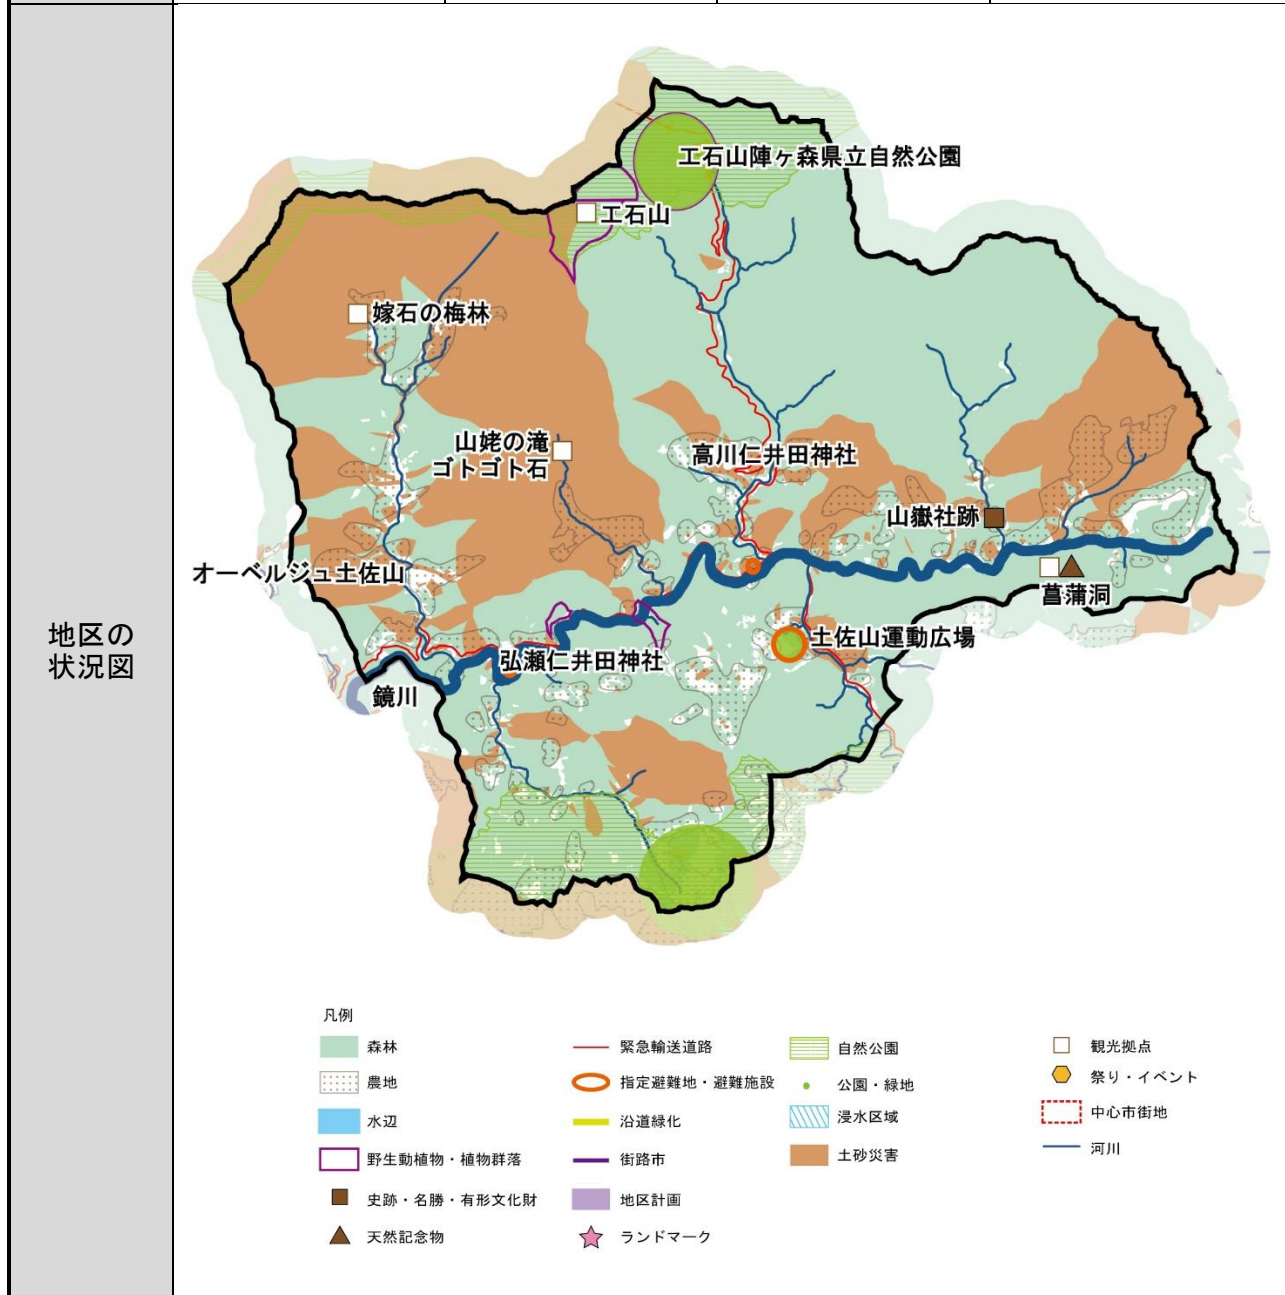 地区の
状況図
工石山陣ヶ森県立自然公園
工石山
嫁石の梅林
山姥の滝
ゴトゴト石
高川仁井田神社
山嶽社跡
オーベルジュ土佐山
菖蒲洞
土佐山運動広場
弘瀬仁井田神社
鏡川
凡例
森林
農地
水辺
野生動植物・植物群落
史跡・名勝・有形文化財
天然記念物
緊急輸送道路
指定避難地・避難施設
沿道緑化
街路市
地区計画
ランドマーク
自然公園
公園・緑地
浸水区域
土砂災害
観光拠点
祭り・イベント
中心市街地
河川